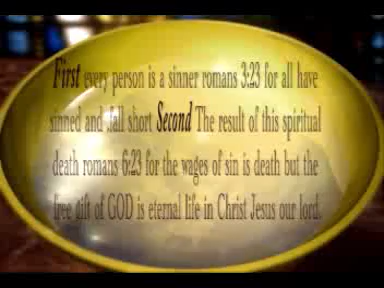 First every person is a sinner romans 3:23 for all have
sinned and fall short Second The result of this spiritual
death romans 6:23 for the wages of sin is death but the
free gift of GOD is eternal life in Christ Jesus our lord.